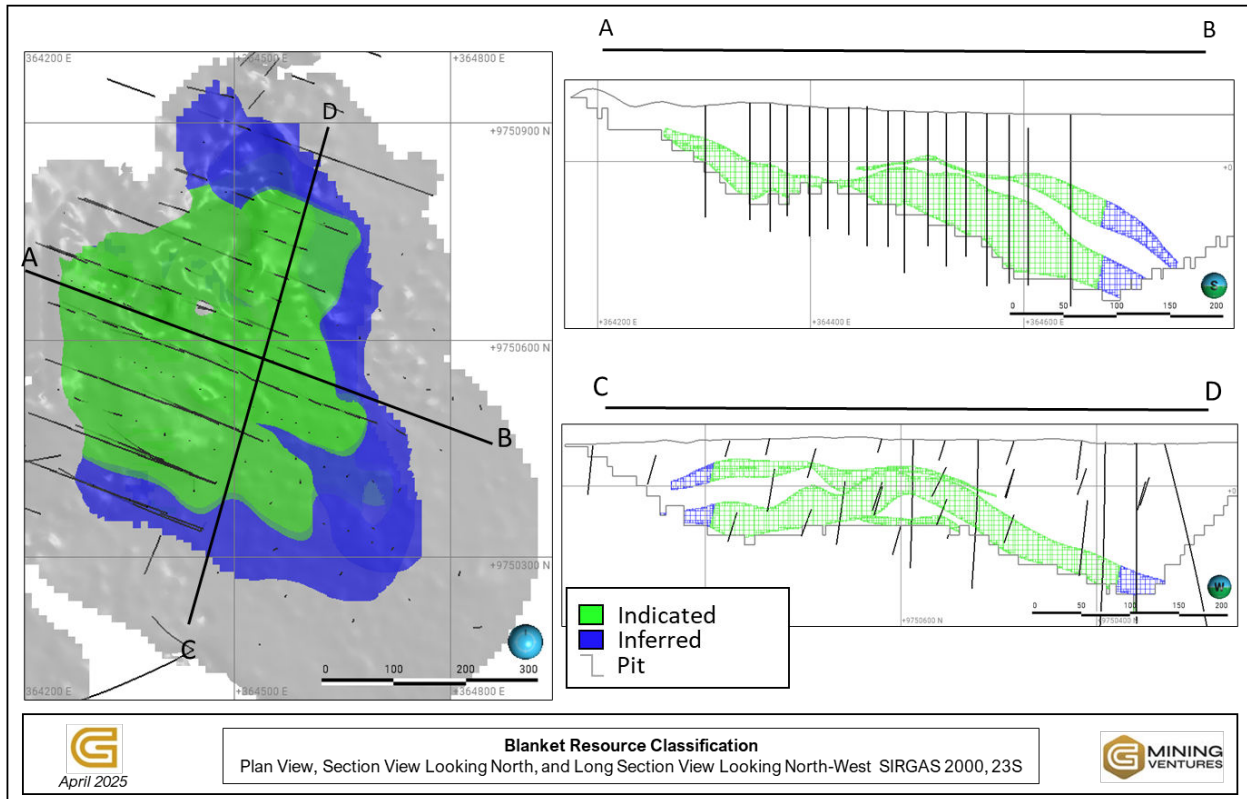 A
B
364200 E
+364500 E
+364800 E
D
+9750900 N
A
+9750600 N
B
+9750300 N
C
0 100 200 300
364200 E
+364500 E
+364800 E
+0
S
0 50 100 150 200
+364200 E
+364400 E
+364600 E
C
D
+0
W
0 50 100 150 200
+9750600 N
+9750400 N
Indicated
Inferred
Pit
April 2025
Blanket Resource Classification
Plan View, Section View Looking North, and Long Section View Looking North-West SIRGAS 2000, 23S
G MINING
VENTURES